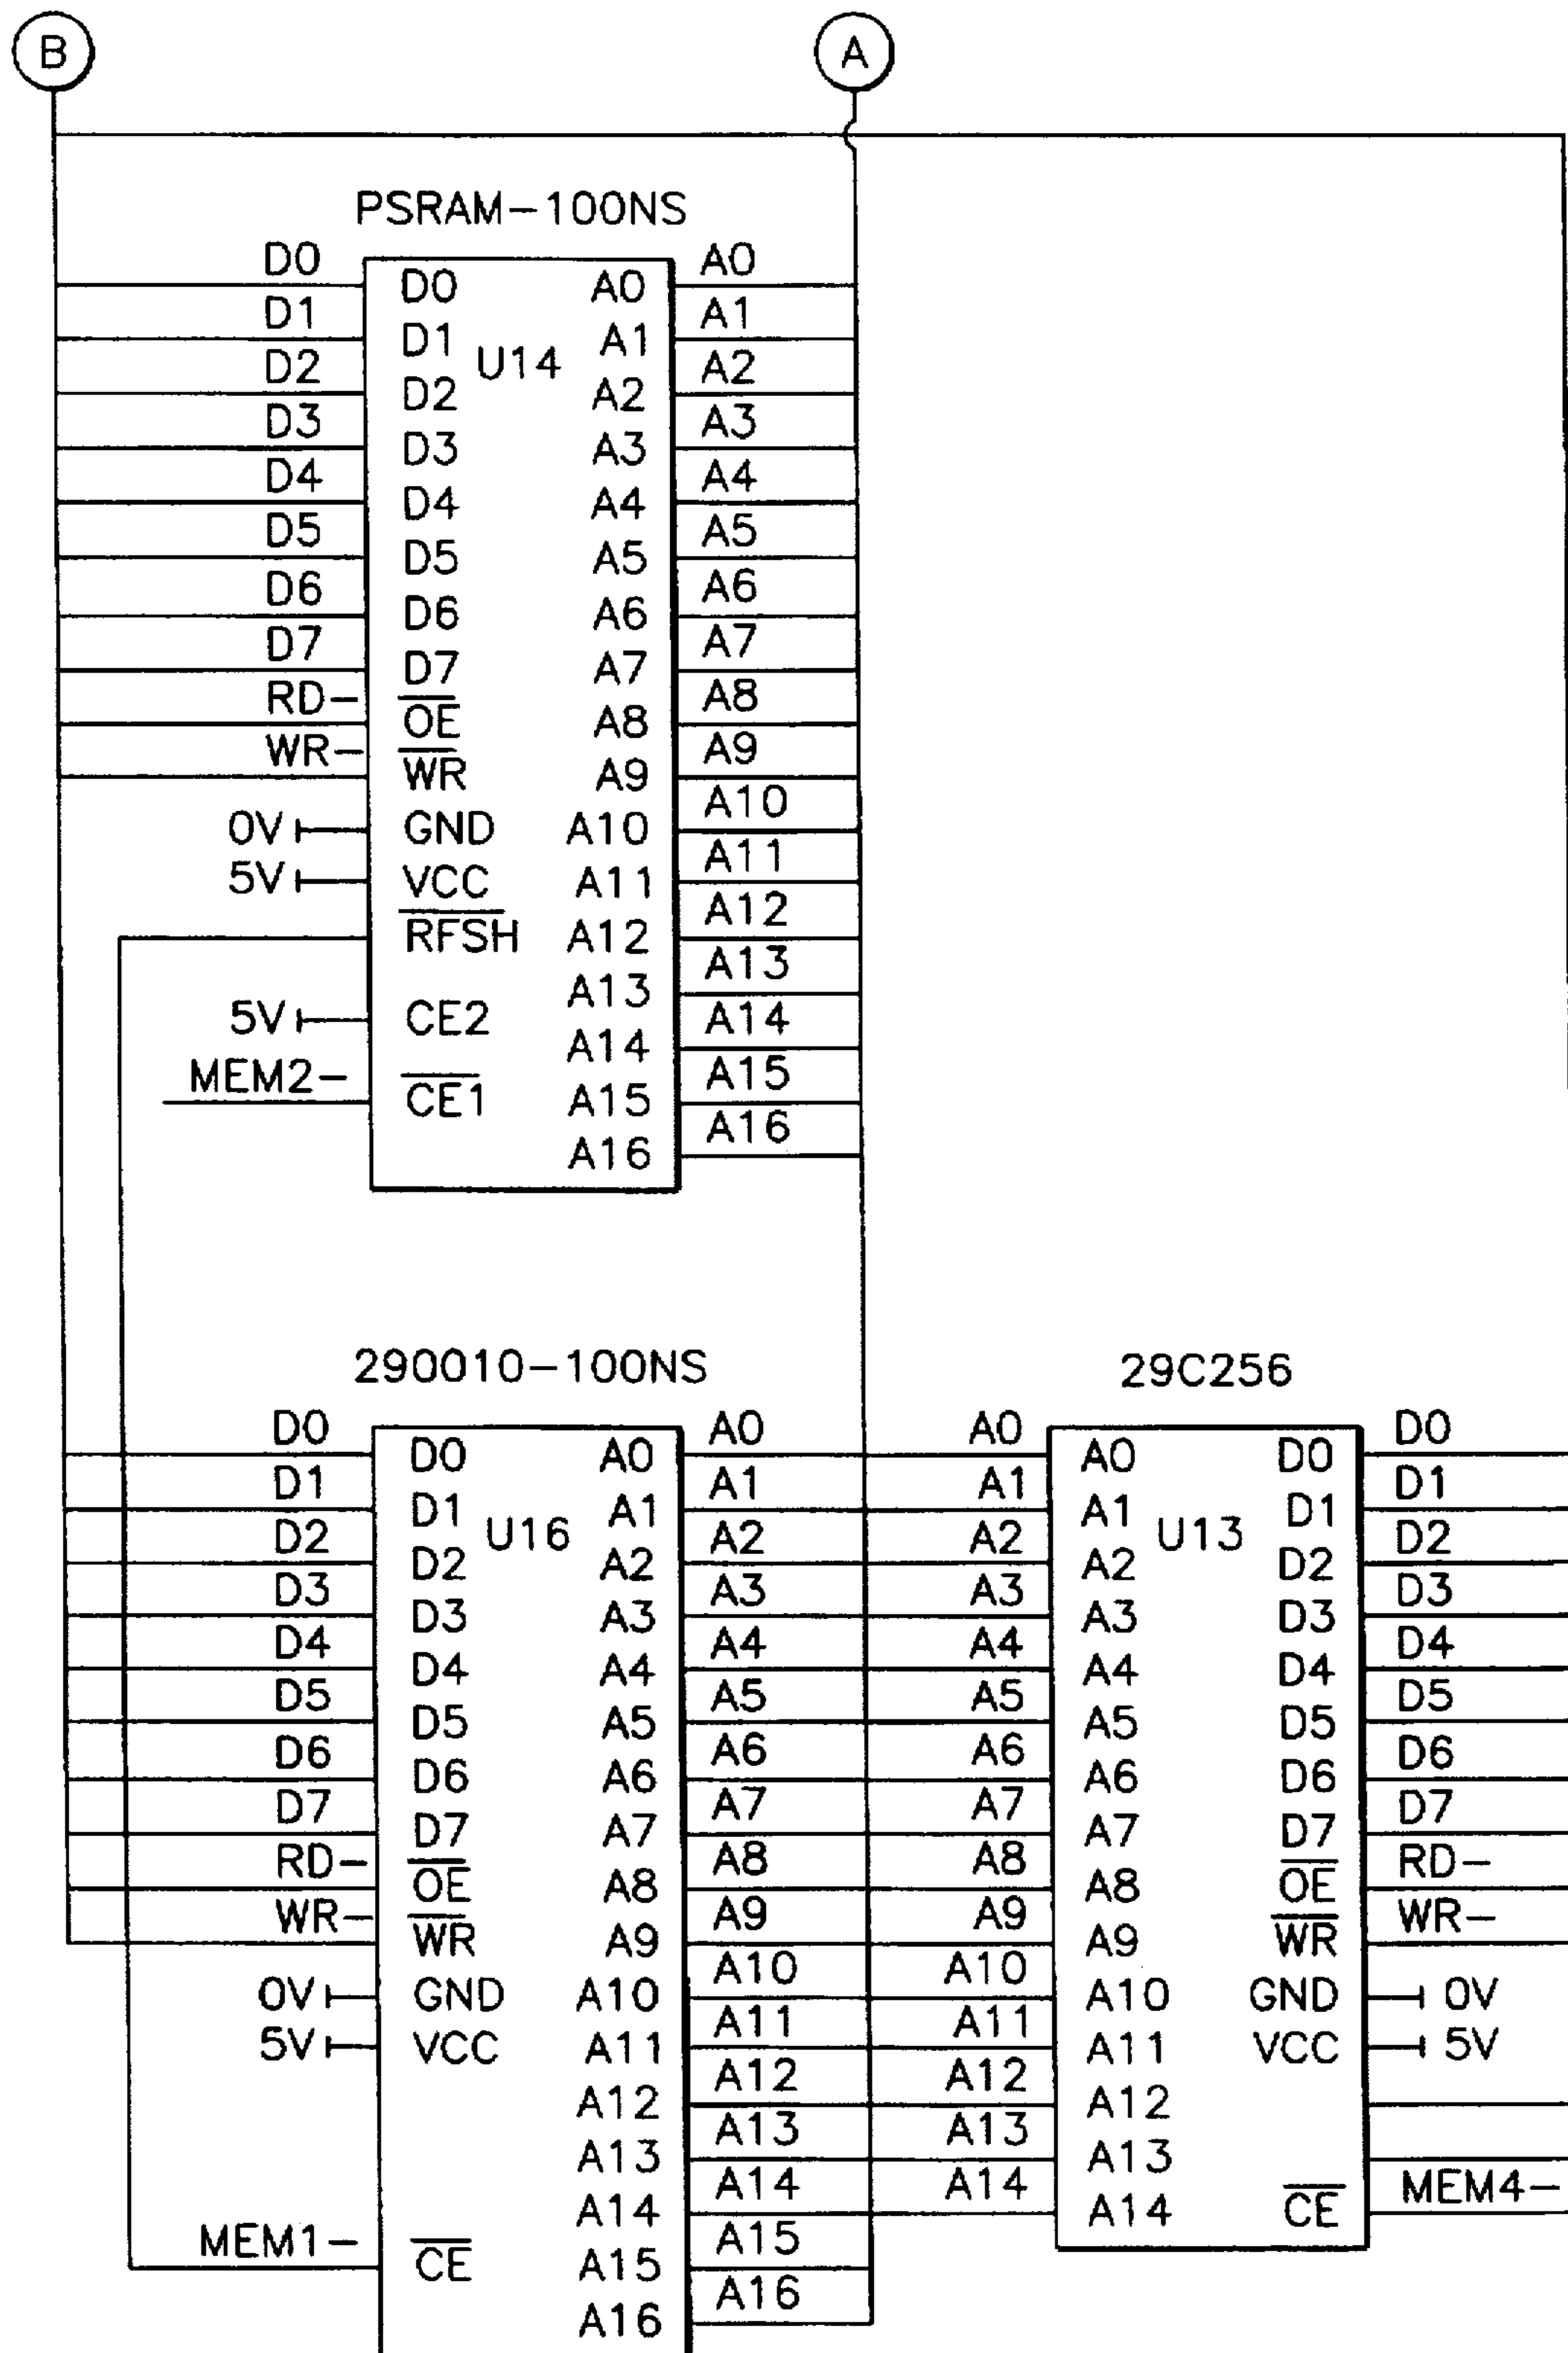 B A
PSRAM-100NS
D0 D0 A0 A0
D1 D1 U14 A1 A1
D2 D2 A2 A2
D3 D3 A3 A3
D4 D4 A4 A4
D5 D5 A5 A5
D6 D6 A6 A6
D7 D7 A7 A7
RD- OE A8 A8
WR- WR A9 A9
0V GND A10 A10
5V VCC A11 A11
RFSH A12 A12
A13 A13
5V CE2 A14 A14
MEM2- CE1 A15 A15
A16 A16
290010-100NS 29C256
D0 D0 A0 A0 A0 A0 D0 D0
D1 D1 U16 A1 A1 A1 A1 U13 D1 D1
D2 D2 A2 A2 A2 A2 D2 D2
D3 D3 A3 A3 A3 A3 D3 D3
D4 D4 A4 A4 A4 A4 D4 D4
D5 D5 A5 A5 A5 A5 D5 D5
D6 D6 A6 A6 A6 A6 D6 D6
D7 D7 A7 A7 A7 A7 D7 D7
RD- OE A8 A8 A8 A8 OE RD-
WR- WR A9 A9 A9 A9 WR WR-
0V GND A10 A10 A10 A10 GND 0V
5V VCC A11 A11 A11 A11 VCC 5V
A12 A12 A12 A12
A13 A13 A13 A13
A14 A14 A14 A14 CE MEM4-
MEM1- CE A15 A15
A16 A16